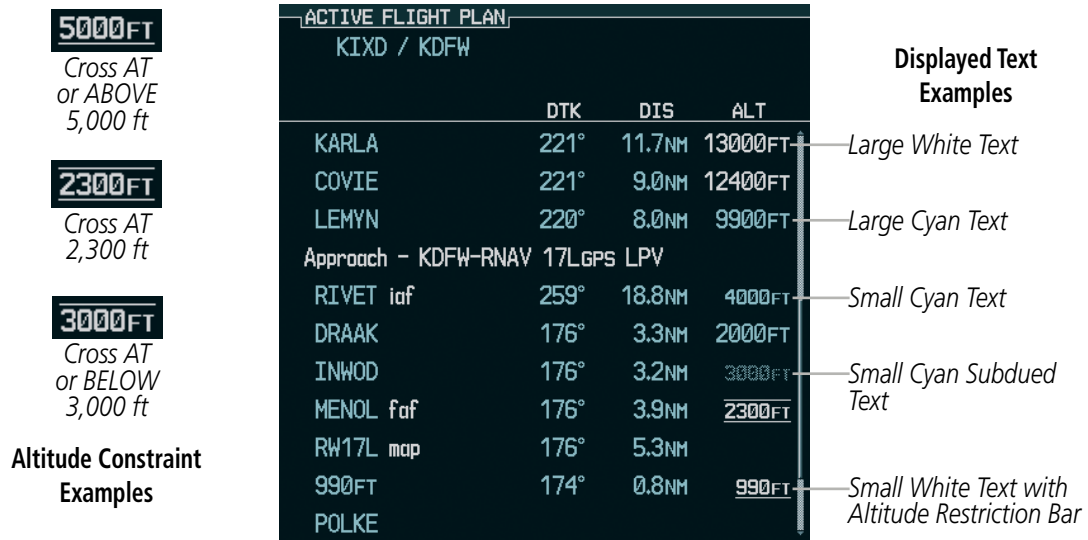 5000FT
Cross AT
or ABOVE
5,000 ft
2300FT
Cross AT
2,300 ft
3000FT
Cross AT
or BELOW
3,000 ft
Altitude Constraint
Examples
ACTIVE FLIGHT PLAN
KIXD / KDFW
DTK DIS ALT
KARLA 221° 11.7NM 13000FT
COVIE 221° 9.0NM 12400FT
LEMYN 220° 8.0NM 9900FT
Approach - KDFW-RNAV 17LGPS LPV
RIVET iaf 259° 18.8NM 4000FT
DRAAK 176° 3.3NM 2000FT
INWOD 176° 3.2NM 3000FT
MENOL faf 176° 3.9NM 2300FT
RW17L map 176° 5.3NM
990FT 174° 0.8NM 990FT
POLKE
Displayed Text
Examples
Large White Text
Large Cyan Text
Small Cyan Text
Small Cyan Subdued
Text
Small White Text with
Altitude Restriction Bar